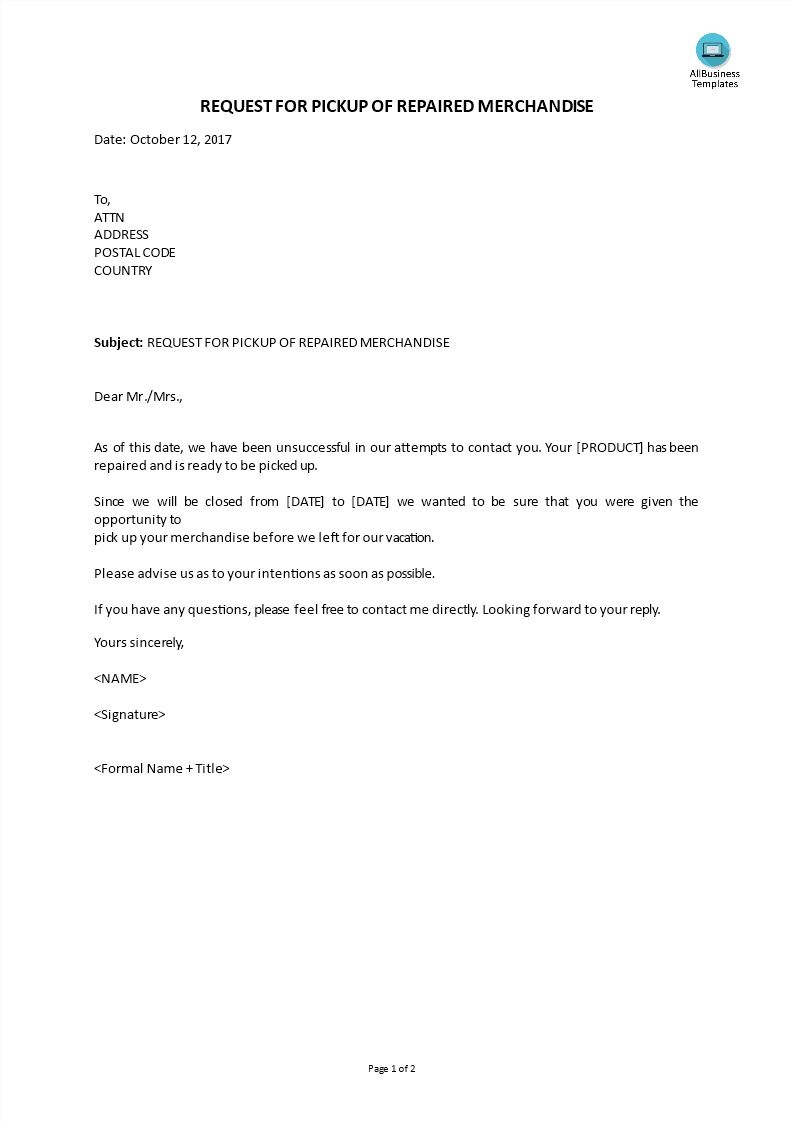 AllBusiness
Templates
REQUEST FOR PICKUP OF REPAIRED MERCHANDISE
Date: October 12, 2017
To,
ATTN
ADDRESS
POSTAL CODE
COUNTRY
Subject: REQUEST FOR PICKUP OF REPAIRED MERCHANDISE
Dear Mr./Mrs.,
As of this date, we have been unsuccessful in our attempts to contact you. Your [PRODUCT] has been
repaired and is ready to be picked up.
Since we will be closed from [DATE] to [DATE] we wanted to be sure that you were given the
opportunity to
pick up your merchandise before we left for our vacation.
Please advise us as to your intentions as soon as possible.
If you have any questions, please feel free to contact me directly. Looking forward to your reply.
Yours sincerely,
<NAME>
<Signature>
<Formal Name + Title>
Page 1 of 2